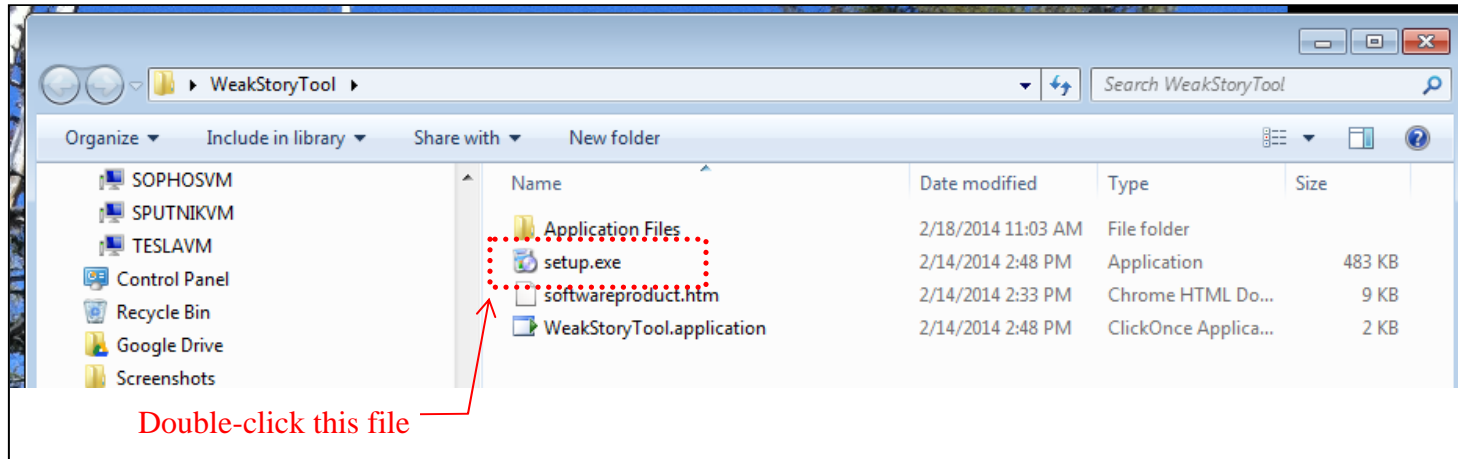 WeakStoryTool
Search WeakStoryTool
Organize Include in library Share with New folder
SOPHOSVM
SPUTNIKVM
TESLAVM
Control Panel
Recycle Bin
Google Drive
Screenshots
Name Date modified Type Size
Application Files 2/18/2014 11:03 AM File folder
setup.exe 2/14/2014 2:48 PM Application 483 KB
softwareproduct.htm 2/14/2014 2:33 PM Chrome HTML Do... 9 KB
WeakStoryTool.application 2/14/2014 2:48 PM ClickOnce Applica... 2 KB
Double-click this file